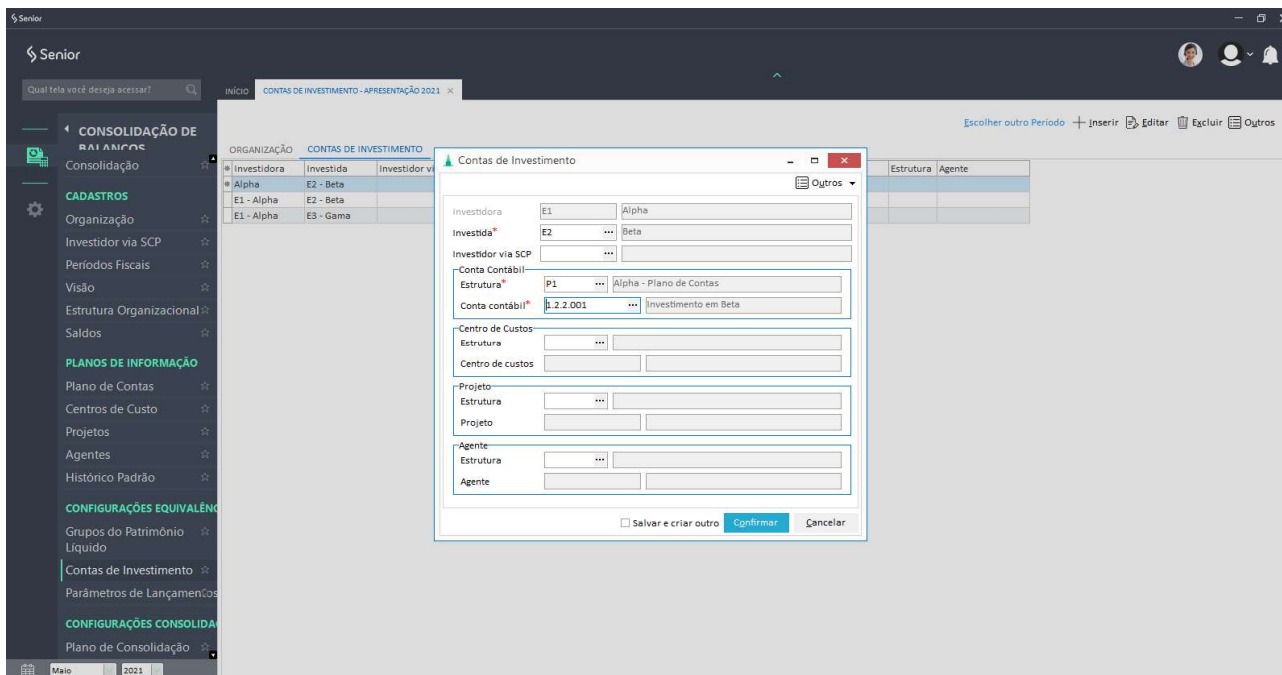 Senior
Senior
Qual tela você deseja acessar?
INÍCIO CONTAS DE INVESTIMENTO - APRESENTAÇÃO 2021 ×
Escolher outro Período Inserir Editar Excluir Outros
CONSOLIDAÇÃO DE
BALANÇOS
Consolidação
CADASTROS
Organização
Investidor via SCP
Períodos Fiscais
Visão
Estrutura Organizacional
Saldos
PLANOS DE INFORMAÇÃO
Plano de Contas
Centros de Custo
Projetos
Agentes
Histórico Padrão
CONFIGURAÇÕES EQUIVALÊNC
Grupos do Patrimônio
Líquido
Contas de Investimento
Parâmetros de Lançamentos
CONFIGURAÇÕES CONSOLIDA
Plano de Consolidação
Maio 2021
ORGANIZAÇÃO CONTAS DE INVESTIMENTO
Investidora Investida Investidor vi Estrutura Agente
Alpha E2 - Beta
E1 - Alpha E2 - Beta
E1 - Alpha E3 - Gama
Contas de Investimento
Outros
Investidora E1 Alpha
Investida* E2 ... Beta
Investidor via SCP ...
Conta Contábil
Estrutura* P1 ... Alpha - Plano de Contas
Conta contábil* 1.2.2.001 ... Investimento em Beta
Centro de Custos
Estrutura ...
Centro de custos
Projeto
Estrutura ...
Projeto
Agente
Estrutura ...
Agente
Salvar e criar outro Confirmar Cancelar